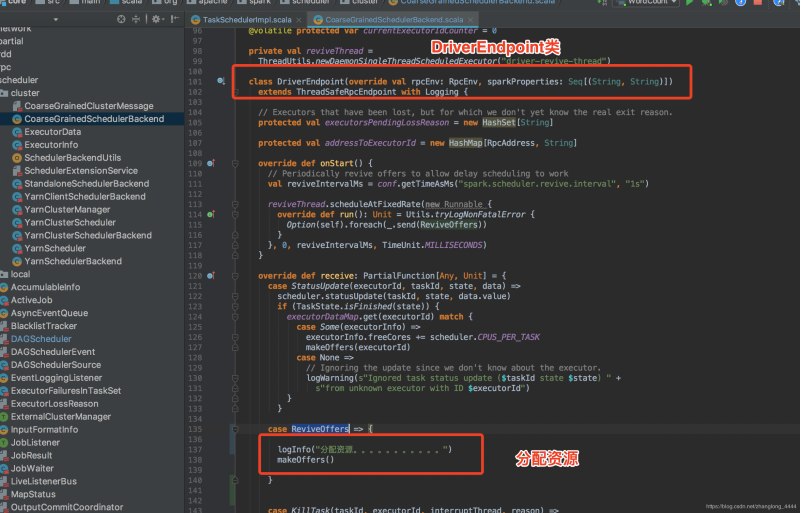 core
src
main
scala
org
apache
spark
scheduler
CoarseGrainedSchedulerBackend.scala
WordCount
TaskSchedulerImpl.scala
CoarseGrainedSchedulerBackend.scala
network
partial
rdd
rpc
scheduler
cluster
CoarseGrainedClusterMessage
CoarseGrainedSchedulerBackend
ExecutorData
ExecutorInfo
SchedulerBackendUtils
SchedulerExtensionService
StandaloneSchedulerBackend
YarnClientSchedulerBackend
YarnClusterManager
YarnClusterScheduler
YarnClusterSchedulerBackend
YarnScheduler
YarnSchedulerBackend
local
AccumulableInfo
ActiveJob
AsyncEventQueue
BlacklistTracker
DAGScheduler
DAGSchedulerEvent
DAGSchedulerSource
EventLoggingListener
ExecutorFailuresInTaskSet
ExecutorLossReason
ExternalClusterManager
InputFormatInfo
JobListener
JobResult
JobWaiter
LiveListenerBus
MapStatus
OutputCommitCoordinator
96 @volatile protected var currentExecutorIdCounter = 0
97
98 private val reviveThread =
99 ThreadUtils.newDaemonSingleThreadScheduledExecutor("driver-revive-thread")
DriverEndpoint类
100
101 class DriverEndpoint(override val rpcEnv: RpcEnv, sparkProperties: Seq[(String, String)])
102 extends ThreadSafeRpcEndpoint with Logging {
103
104 // Executors that have been lost, but for which we don't yet know the real exit reason.
105 protected val executorsPendingLossReason = new HashSet[String]
106
107 protected val addressToExecutorId = new HashMap[RpcAddress, String]
108
109 override def onStart() {
110 // Periodically revive offers to allow delay scheduling to work
111 val reviveIntervalMs = conf.getTimeAsMs("spark.scheduler.revive.interval", "1s")
112
113 reviveThread.scheduleAtFixedRate(new Runnable {
114 override def run(): Unit = Utils.tryLogNonFatalError {
115 Option(self).foreach(_.send(ReviveOffers))
116 }
117 }, 0, reviveIntervalMs, TimeUnit.MILLISECONDS)
118 }
119
120 override def receive: PartialFunction[Any, Unit] = {
121 case StatusUpdate(executorId, taskId, state, data) =>
122 scheduler.statusUpdate(taskId, state, data.value)
123 if (TaskState.isFinished(state)) {
124 executorDataMap.get(executorId) match {
125 case Some(executorInfo) =>
126 executorInfo.freeCores += scheduler.CPUS_PER_TASK
127 makeOffers(executorId)
128 case None =>
129 // Ignoring the update since we don't know about the executor.
130 logWarning(s"Ignored task status update ($taskId state $state) " +
131 s"from unknown executor with ID $executorId")
132 }
133 }
134
135 case ReviveOffers => {
136
137 logInfo("分配资源。。。。。。。。。。。")
138 makeOffers()
分配资源
139
140 }
141
142
143 case KillTask(taskId, executorId, interruptThread, reason) =>
https://blog.csdn.net/zhanglong_4444